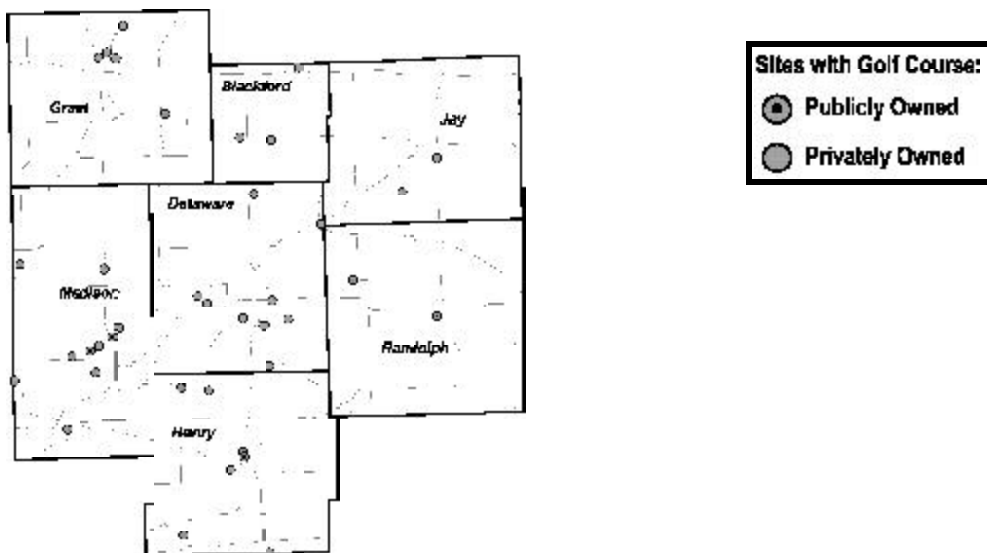 Blackford
Sites with Golf Course:
Publicly Owned
Privately Owned
Grant
Jay
Delaware
Madison
Randolph
Henry